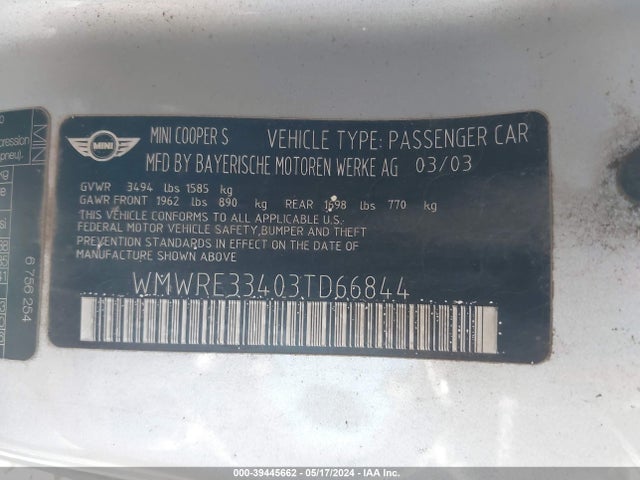 MINI
MINI COOPER S VEHICLE TYPE: PASSENGER CAR
MFD BY BAYERISCHE MOTOREN WERKE AG 03/03
GVWR 3494 lbs 1585 kg
GAWR FRONT 1962 lbs 890 kg REAR 1698 lbs 770 kg
THIS VEHICLE CONFORMS TO ALL APPLICABLE
FEDERAL MOTOR VEHICLE SAFETY,BUMPER AND THEFT
PREVENTION STANDARDS IN EFFECT ON THE DATE OF
MANUFACTURE SHOWN ABOVE
WMWRE33403TD66844
MINI
6 756 254
000-39445662 - 05/17/2024 - IAA Inc.